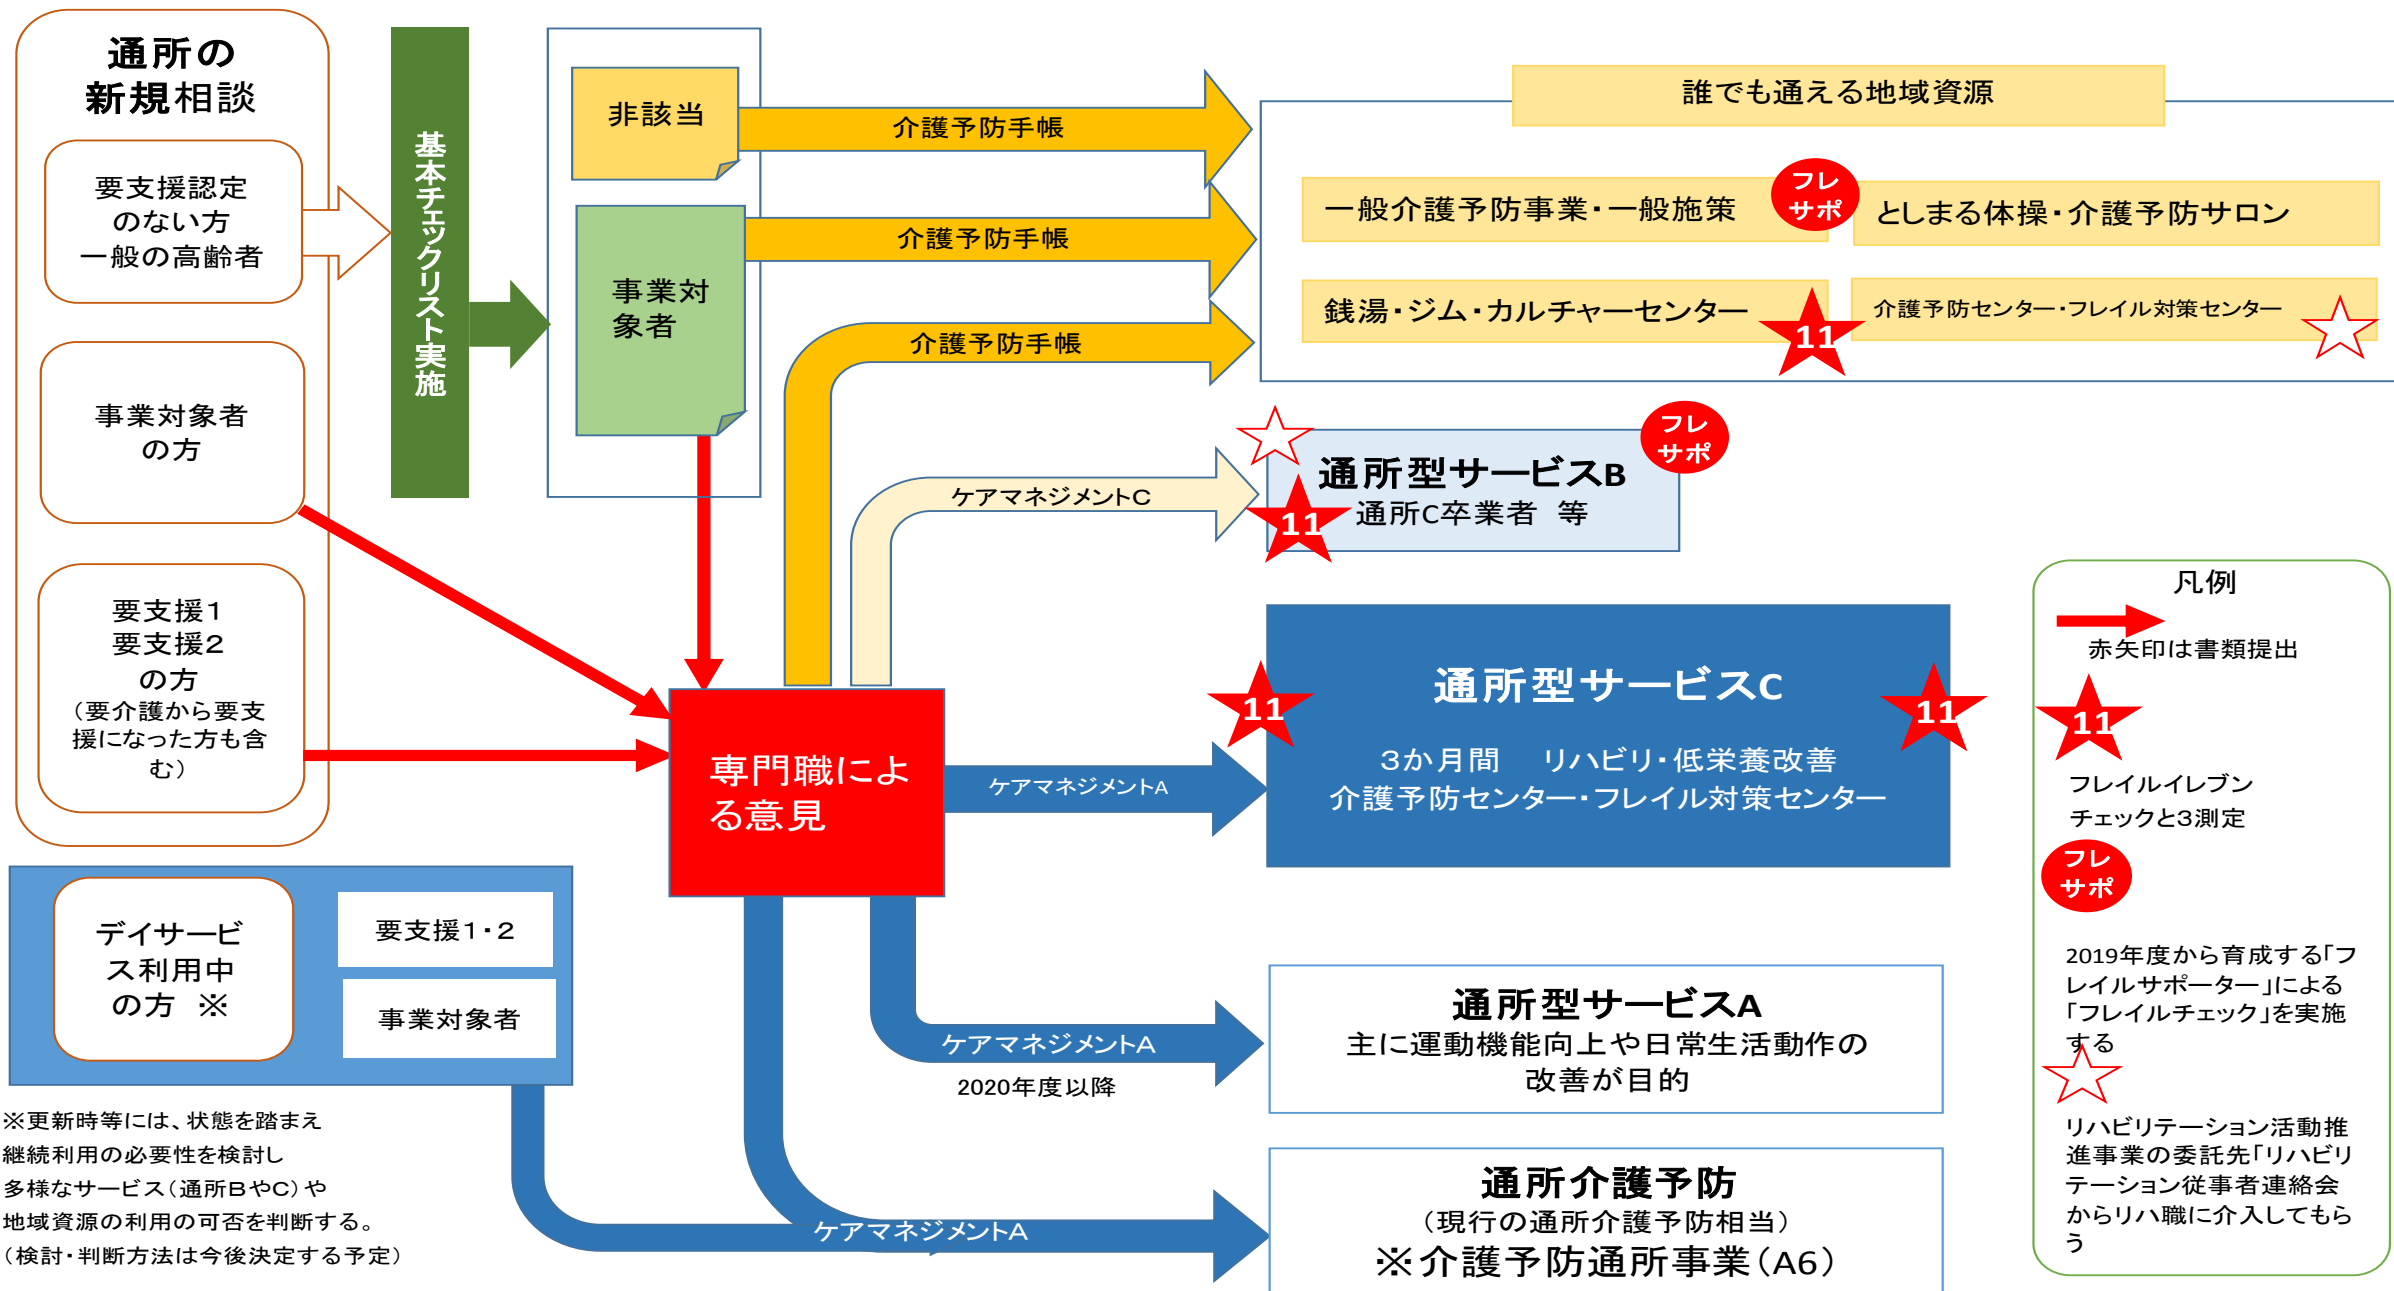 通所の
新規相談
要支援認定
のない方
一般の高齢者
事業対象者
の方
要支援１
要支援２
の方
（要介護から要支
援になった方も含
む）
基本チェックリスト実施
非該当
事業対
象者
介護予防手帳
介護予防手帳
介護予防手帳
誰でも通える地域資源
一般介護予防事業・一般施策
フレ
サポ
としまる体操・介護予防サロン
銭湯・ジム・カルチャーセンター
11
介護予防センター・フレイル対策センター
ケアマネジメントC
通所型サービスB
通所C卒業者　等
11
フレ
サポ
専門職によ
る意見
ケアマネジメントA
11
通所型サービスC
３か月間　リハビリ・低栄養改善
介護予防センター・フレイル対策センター
11
ケアマネジメントA
2020年度以降
通所型サービスA
主に運動機能向上や日常生活動作の
改善が目的
ケアマネジメントA
通所介護予防
（現行の通所介護予防相当）
※介護予防通所事業（A6）
デイサービ
ス利用中
の方　※
要支援１・２
事業対象者
※更新時等には、状態を踏まえ
継続利用の必要性を検討し
多様なサービス（通所BやC）や
地域資源の利用の可否を判断する。
（検討・判断方法は今後決定する予定）
凡例
赤矢印は書類提出
11
フレイルイレブン
チェックと３測定
フレ
サポ
2019年度から育成する「フ
レイルサポーター」による
「フレイルチェック」を実施
する
リハビリテーション活動推
進事業の委託先「リハビリ
テーション従事者連絡会
からリハ職に介入してもら
う